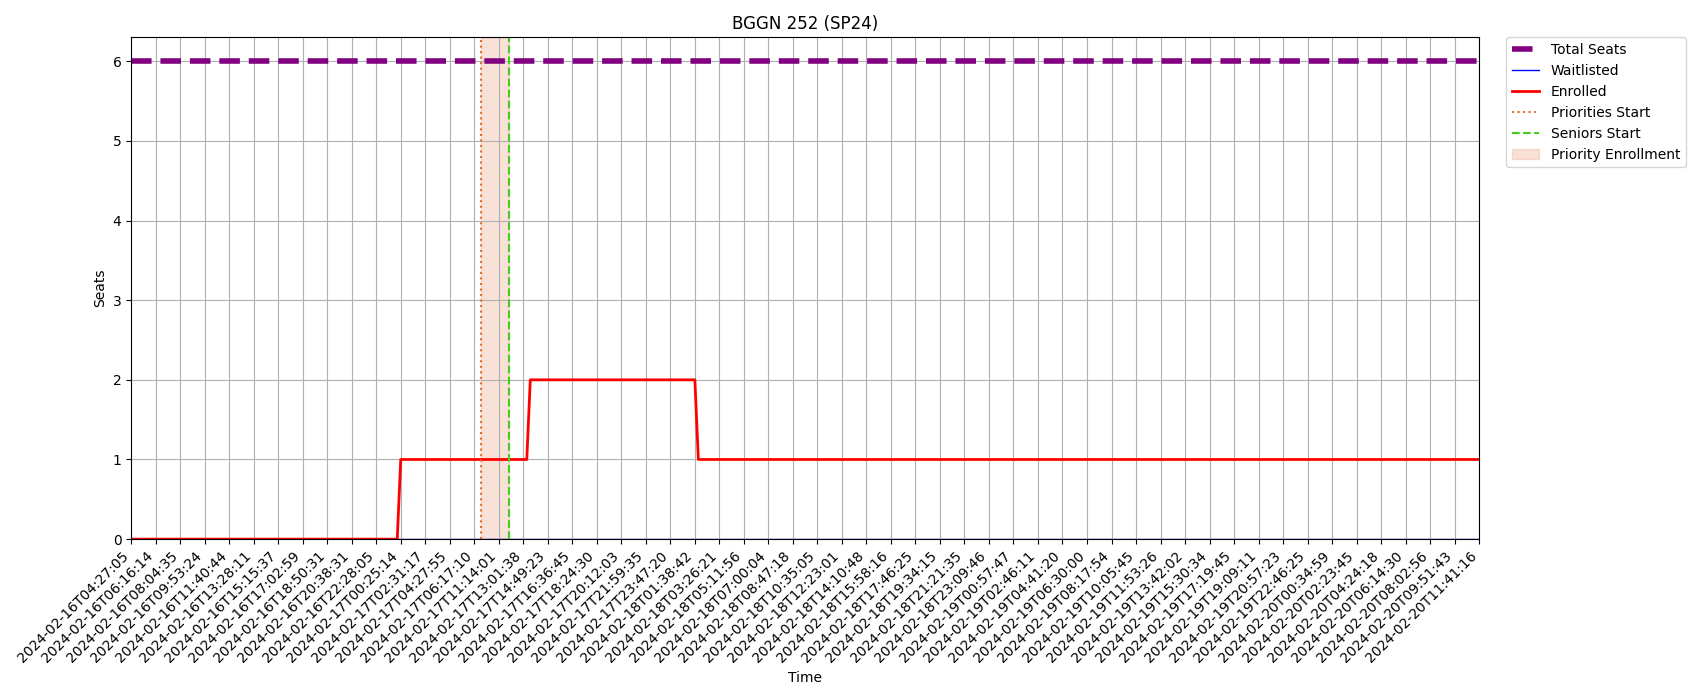 BGGN 252 (SP24)
Total Seats
Waitlisted
Enrolled
Priorities Start
Seniors Start
Priority Enrollment
Seats
6
5
4
3
2
1
0
2024-02-16T04:27:05
2024-02-16T06:16:14
2024-02-16T08:04:35
2024-02-16T09:53:24
2024-02-16T11:40:44
2024-02-16T13:28:11
2024-02-16T15:15:37
2024-02-16T17:02:59
2024-02-16T18:50:31
2024-02-16T20:38:31
2024-02-16T22:28:05
2024-02-17T00:25:14
2024-02-17T02:31:17
2024-02-17T04:27:55
2024-02-17T06:17:10
2024-02-17T11:14:01
2024-02-17T13:01:38
2024-02-17T14:49:23
2024-02-17T16:36:45
2024-02-17T18:24:30
2024-02-17T20:12:03
2024-02-17T21:59:35
2024-02-17T23:47:20
2024-02-18T01:38:42
2024-02-18T03:26:21
2024-02-18T05:11:56
2024-02-18T07:00:04
2024-02-18T08:47:18
2024-02-18T10:35:05
2024-02-18T12:23:01
2024-02-18T14:10:48
2024-02-18T15:58:16
2024-02-18T17:46:25
2024-02-18T19:34:15
2024-02-18T21:21:35
2024-02-18T23:09:46
2024-02-19T00:57:47
2024-02-19T02:46:11
2024-02-19T04:41:20
2024-02-19T06:30:00
2024-02-19T08:17:54
2024-02-19T10:05:45
2024-02-19T11:53:26
2024-02-19T13:42:02
2024-02-19T15:30:34
2024-02-19T17:19:45
2024-02-19T19:09:11
2024-02-19T20:57:23
2024-02-19T22:46:25
2024-02-20T00:34:59
2024-02-20T02:23:45
2024-02-20T04:24:18
2024-02-20T06:14:30
2024-02-20T08:02:56
2024-02-20T09:51:43
2024-02-20T11:41:16
Time